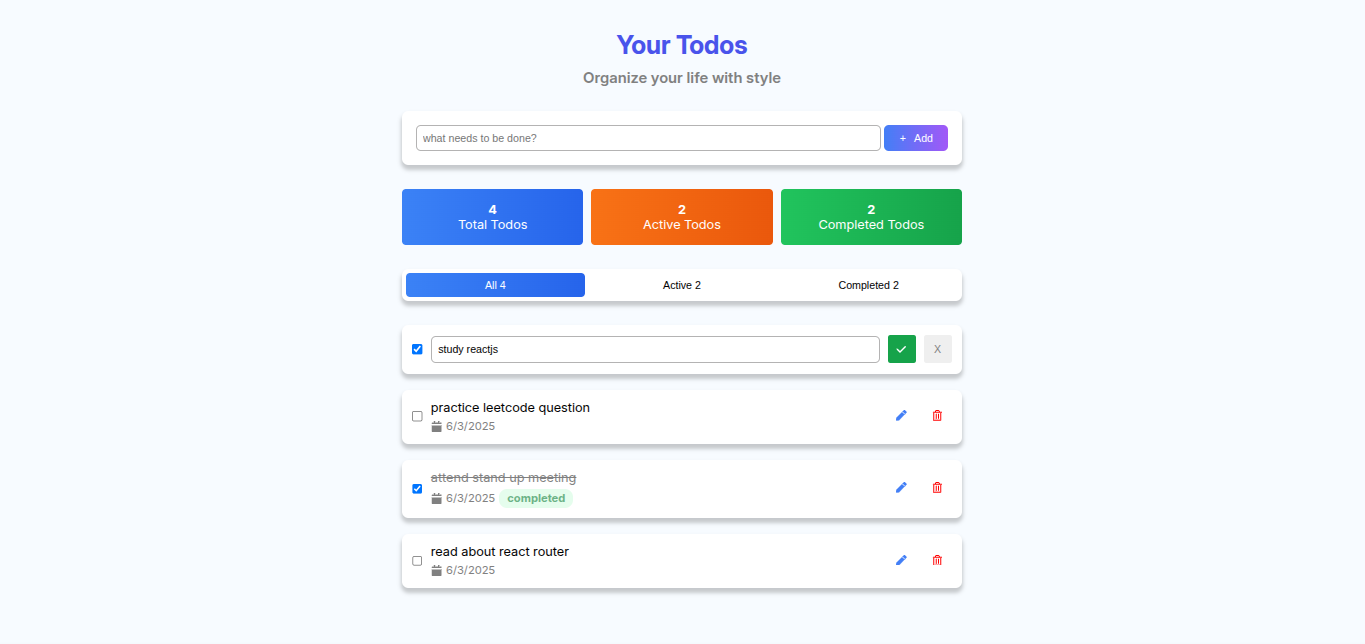 Your Todos
Organize your life with style
what needs to be done?
+ Add
4
Total Todos
2
Active Todos
2
Completed Todos
All 4
Active 2
Completed 2
study reactjs
X
practice leetcode question
6/3/2025
attend stand up meeting
6/3/2025 completed
read about react router
6/3/2025